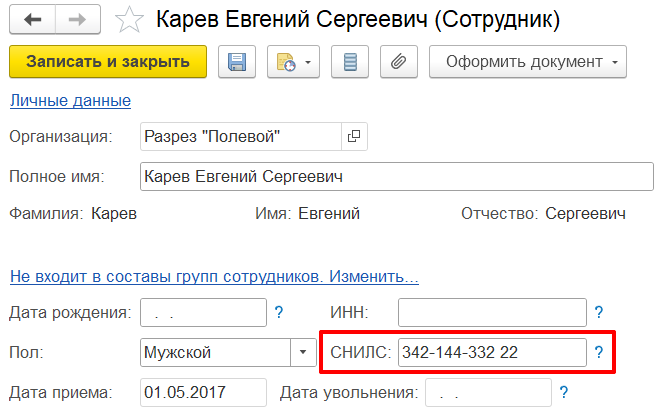 Карев Евгений Сергеевич (Сотрудник)
Записать и закрыть Оформить документ
Личные данные
Организация: Разрез "Полевой"
Полное имя: Карев Евгений Сергеевич
Фамилия: Карев Имя: Евгений Отчество: Сергеевич
Не входит в составы групп сотрудников. Изменить...
Дата рождения: . . ? ИНН: ?
Пол: Мужской СНИЛС: 342-144-332 22 ?
Дата приема: 01.05.2017 Дата увольнения: . . ?